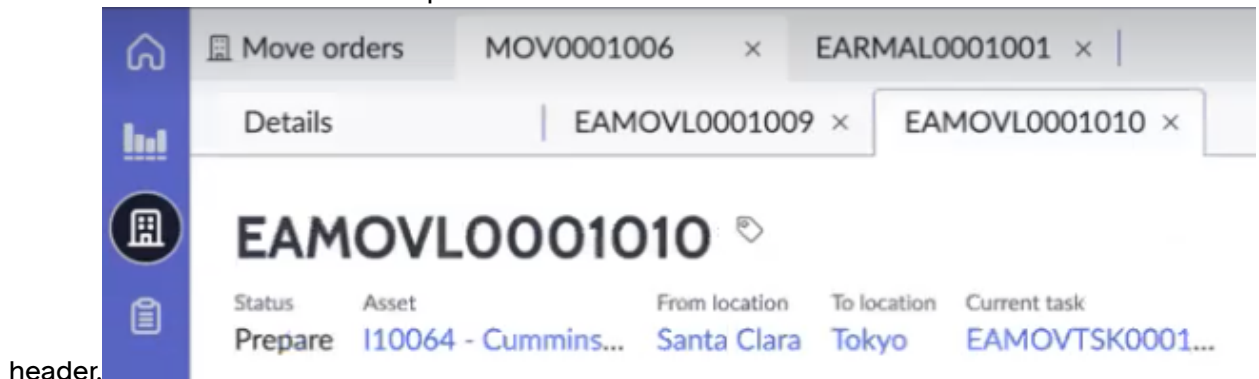 Move orders MOV0001006 × EARMAL0001001 ×
Details EAMOVL0001009 × EAMOVL0001010 ×
EAMOVL0001010
Status Asset From location To location Current task
Prepare I10064 - Cummins... Santa Clara Tokyo EAMOVTSK0001...
header.